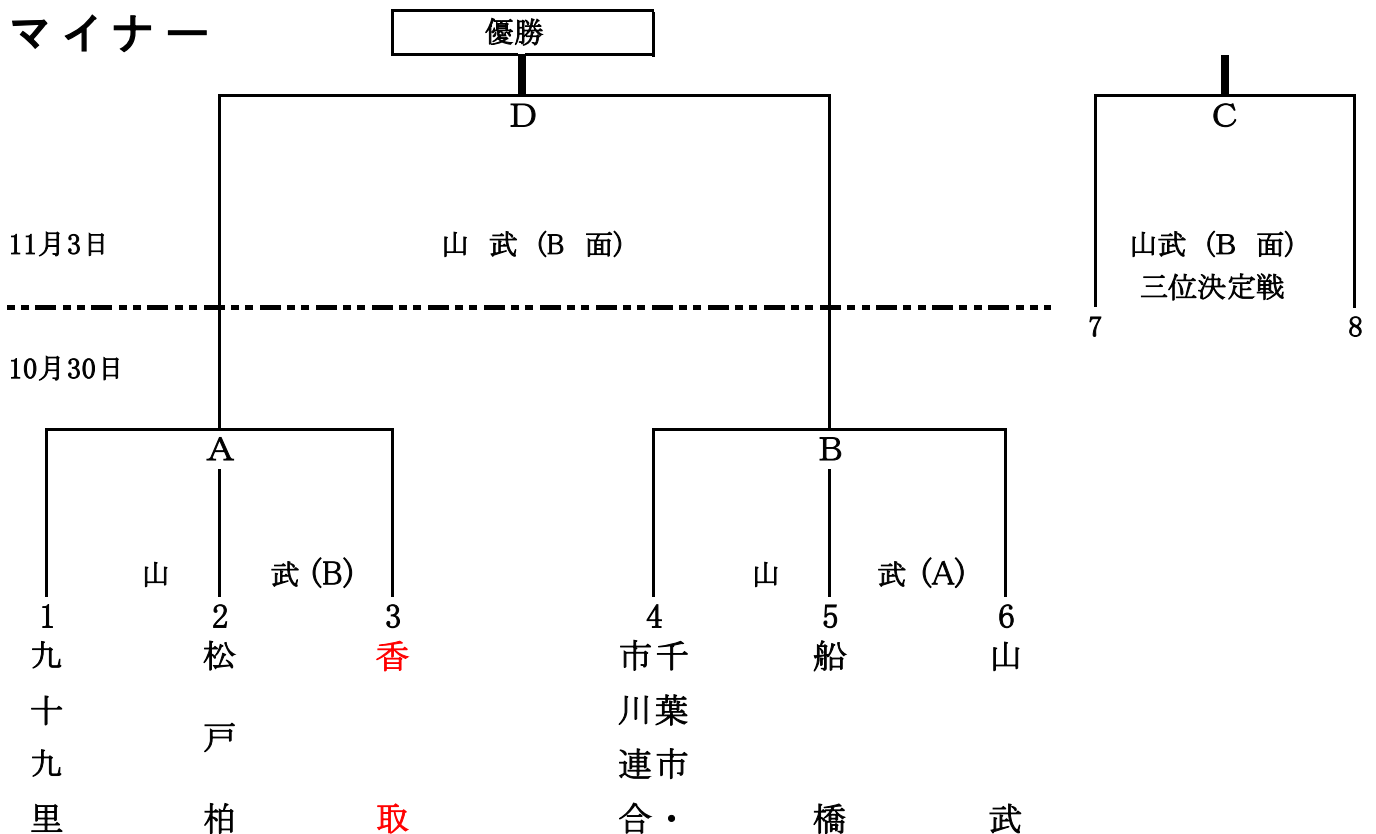 マイナー
優勝
D
C
11月3日
山 武 (B 面)
山武 (B 面)
三位決定戦
7
8
10月30日
A
B
山 武 (B)
山 武 (A)
1
2
3
4
5
6
九十九里
松戸柏
香取
千葉市・
市川連合
船橋
山武